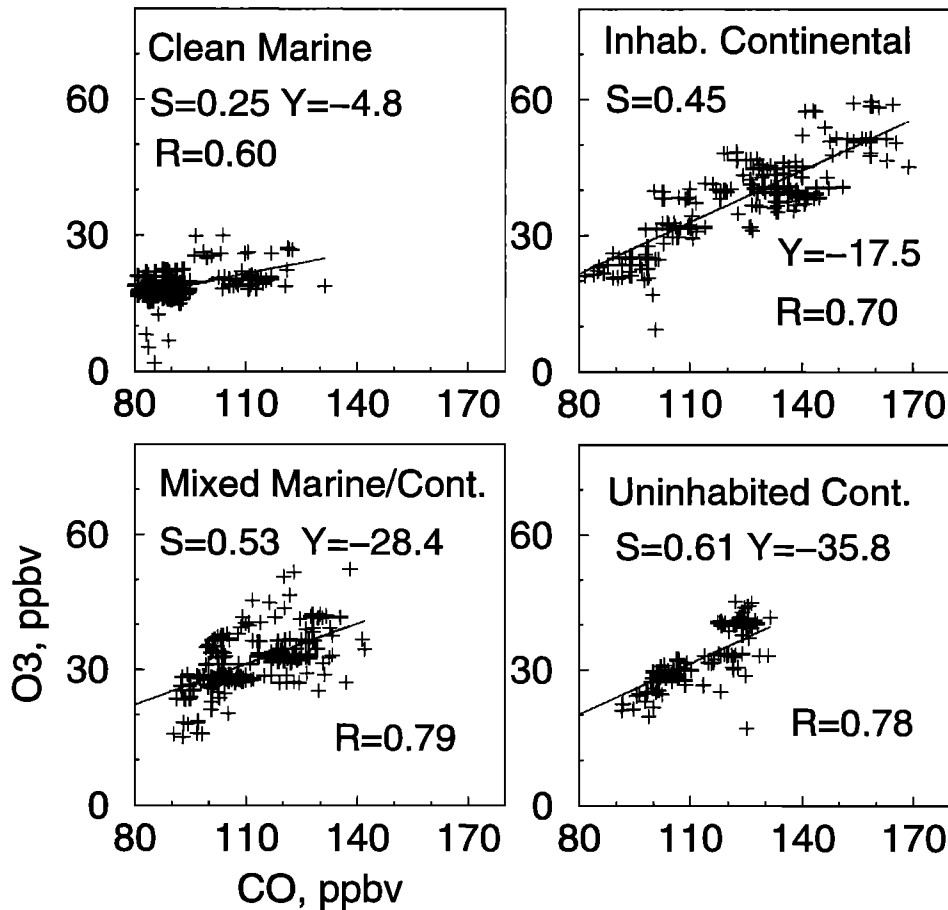 Clean Marine
S=0.25 Y=−4.8
R=0.60
60
30
0
80 110 140 170
Inhab. Continental
S=0.45
Y=−17.5
R=0.70
60
30
0
80 110 140 170
Mixed Marine/Cont.
S=0.53 Y=−28.4
R=0.79
60
30
0
80 110 140 170
Uninhabited Cont.
S=0.61 Y=−35.8
R=0.78
60
30
0
80 110 140 170
O3, ppbv
CO, ppbv